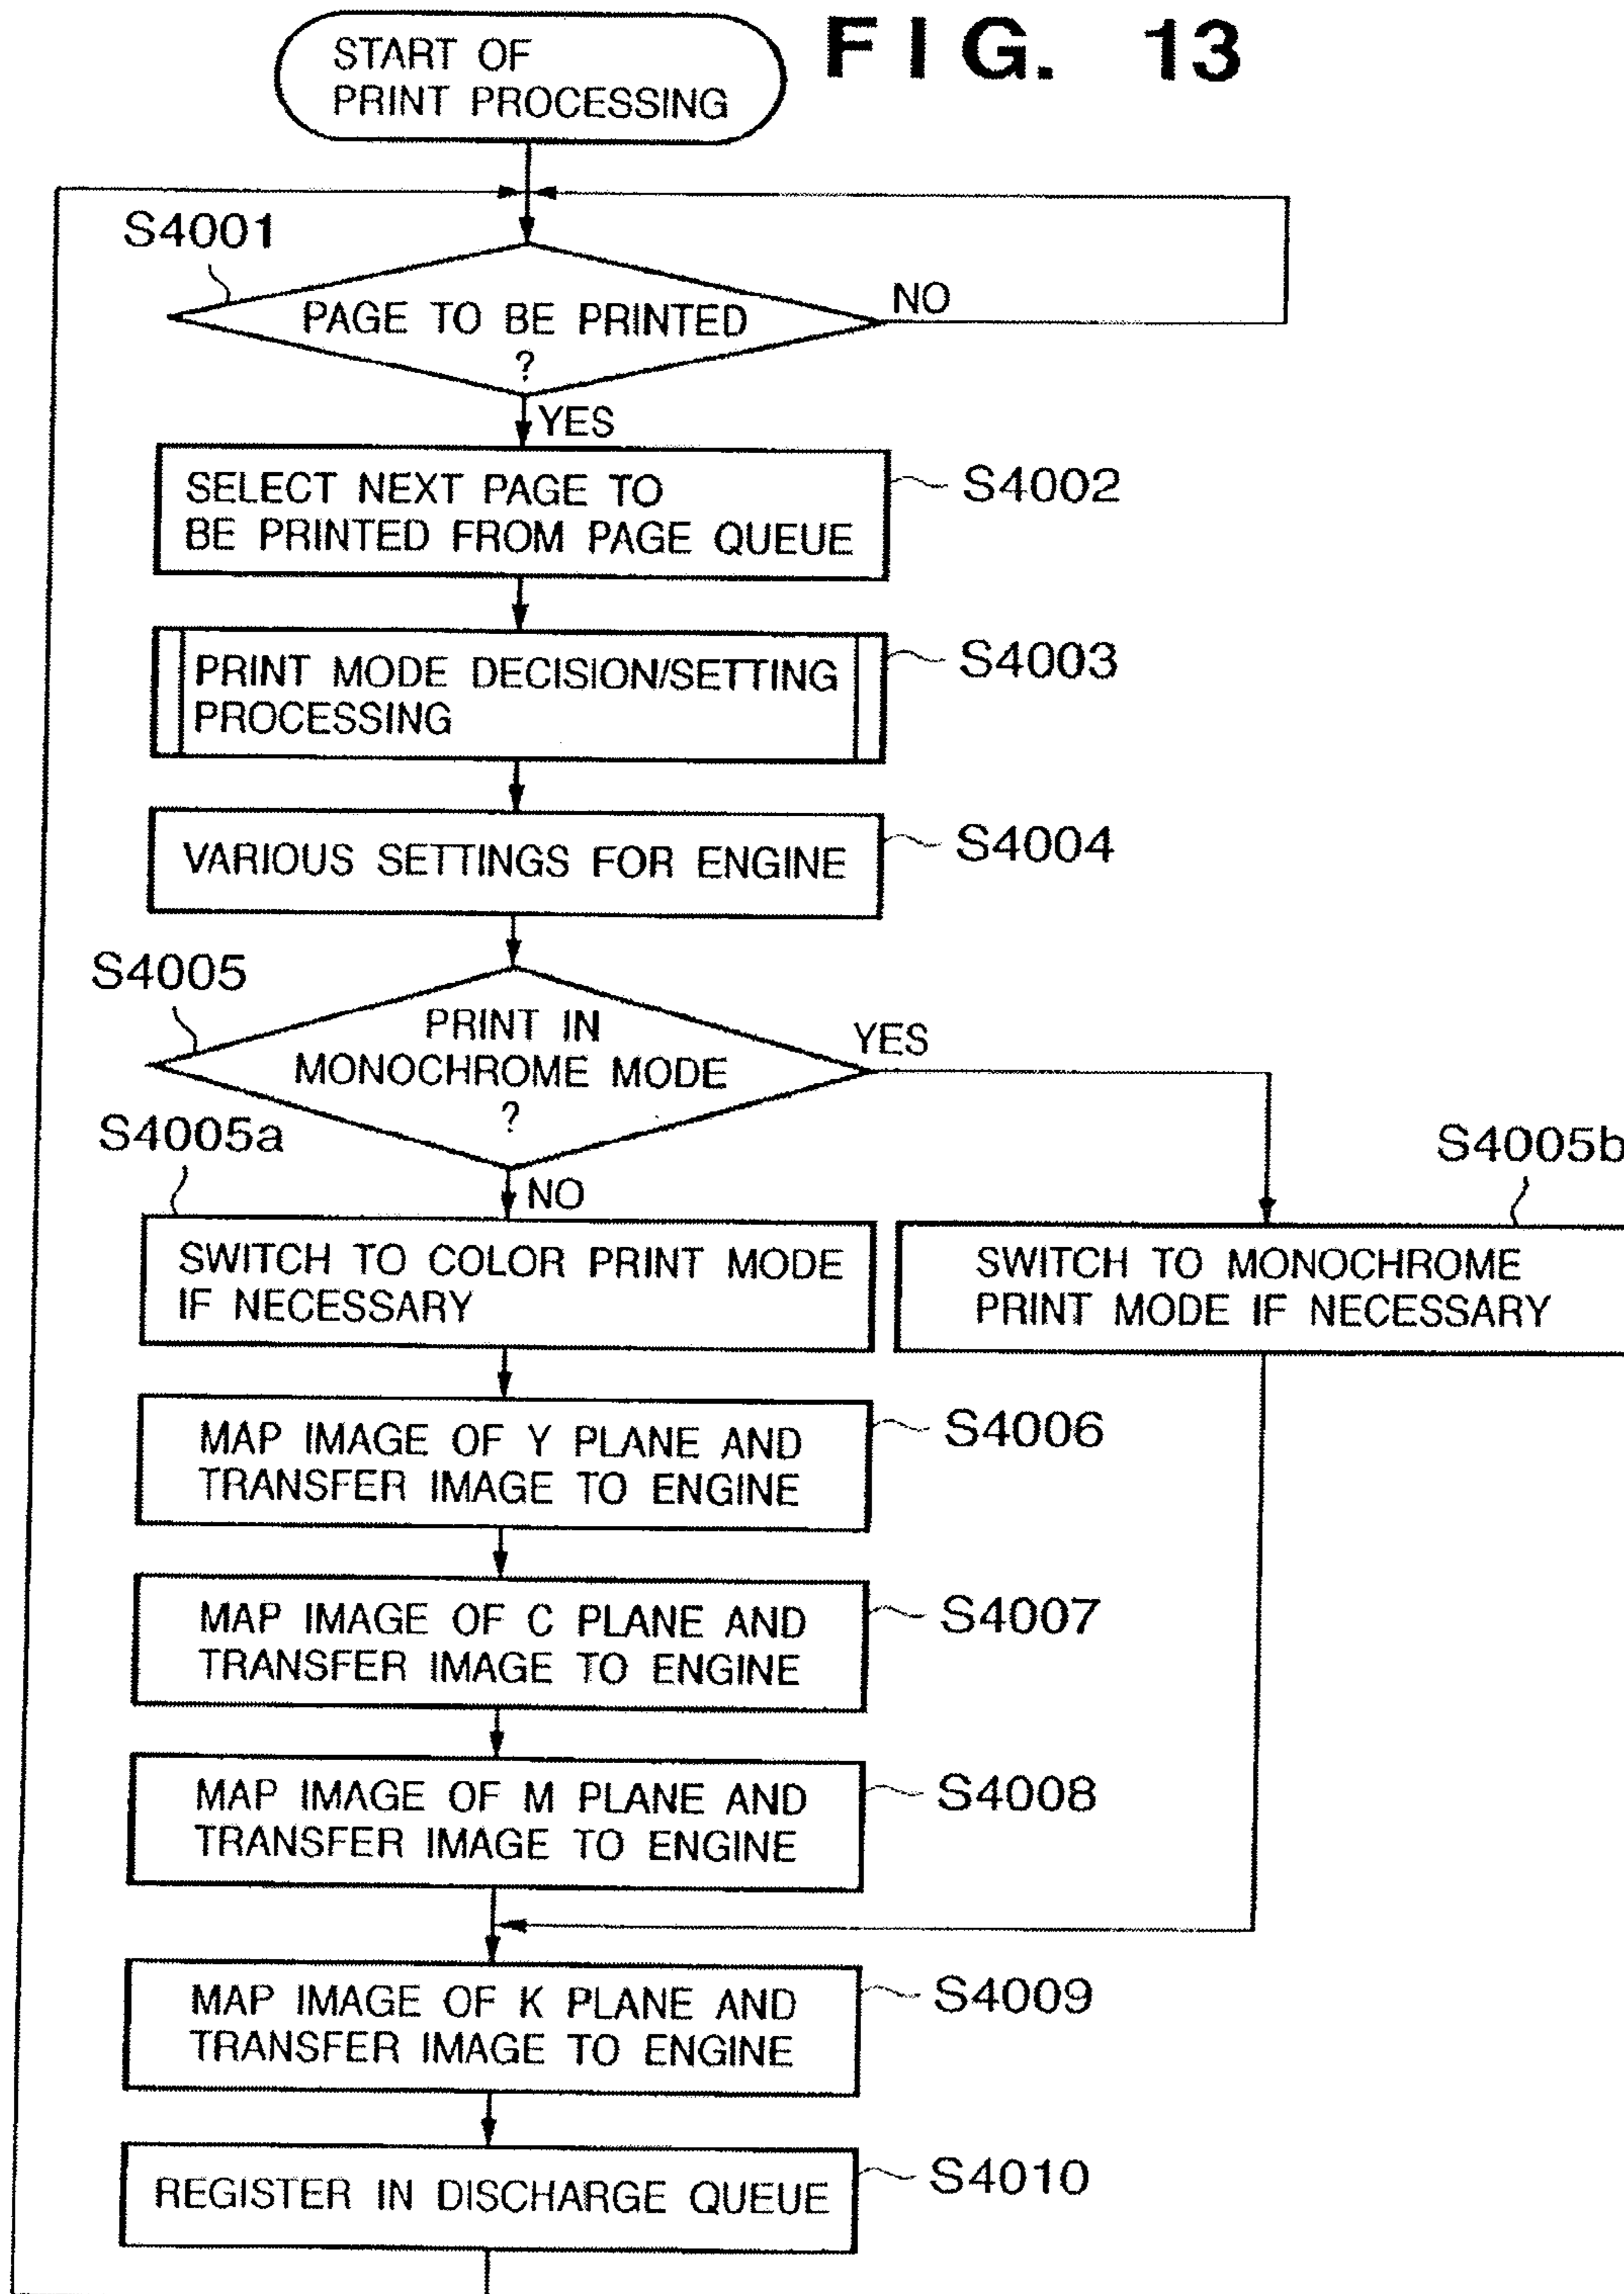 START OF
PRINT PROCESSING
FIG. 13
S4001
PAGE TO BE PRINTED
?
NO
YES
SELECT NEXT PAGE TO
BE PRINTED FROM PAGE QUEUE
S4002
PRINT MODE DECISION/SETTING
PROCESSING
S4003
VARIOUS SETTINGS FOR ENGINE
S4004
S4005
PRINT IN
MONOCHROME MODE
?
YES
NO
S4005a
SWITCH TO COLOR PRINT MODE
IF NECESSARY
S4005b
SWITCH TO MONOCHROME
PRINT MODE IF NECESSARY
MAP IMAGE OF Y PLANE AND
TRANSFER IMAGE TO ENGINE
S4006
MAP IMAGE OF C PLANE AND
TRANSFER IMAGE TO ENGINE
S4007
MAP IMAGE OF M PLANE AND
TRANSFER IMAGE TO ENGINE
S4008
MAP IMAGE OF K PLANE AND
TRANSFER IMAGE TO ENGINE
S4009
REGISTER IN DISCHARGE QUEUE
S4010